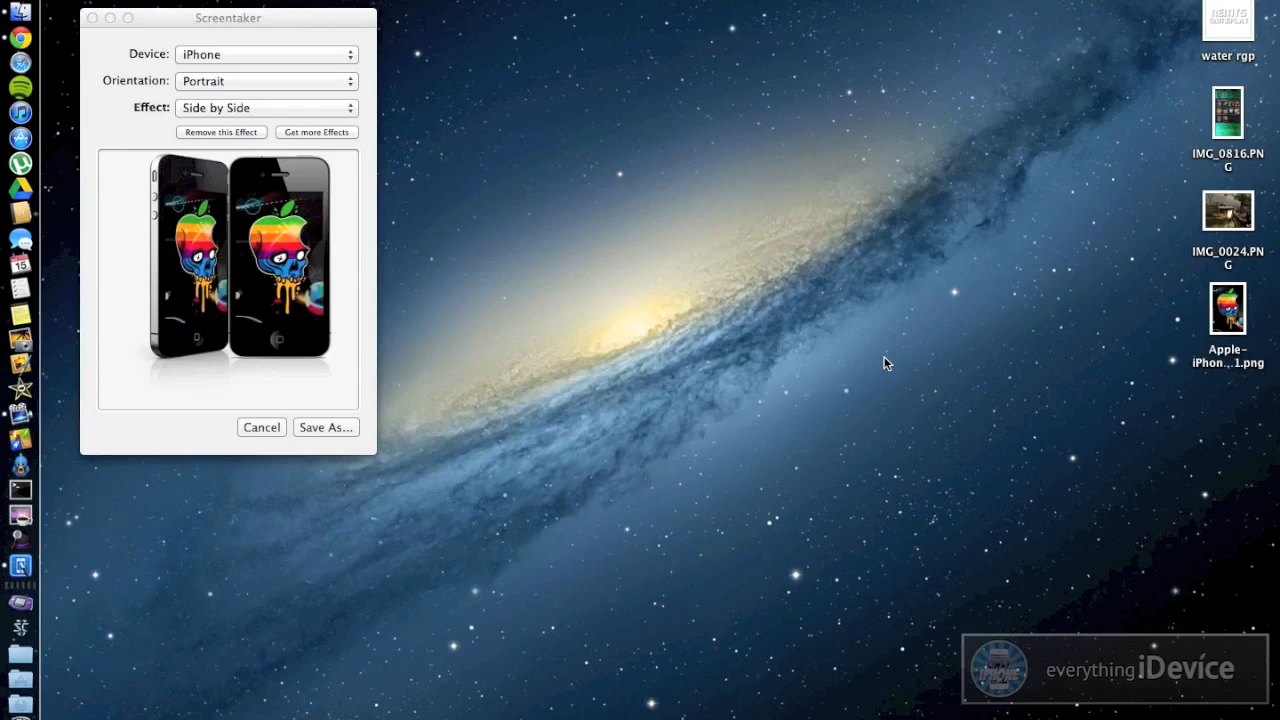 Screentaker
Device: iPhone
Orientation: Portrait
Effect: Side by Side
Remove this Effect Get more Effects
Cancel Save As...
water rgp
IMG_0816.PN
G
IMG_0024.PN
G
Apple-
iPhon...1.png
15
everything.iDevice